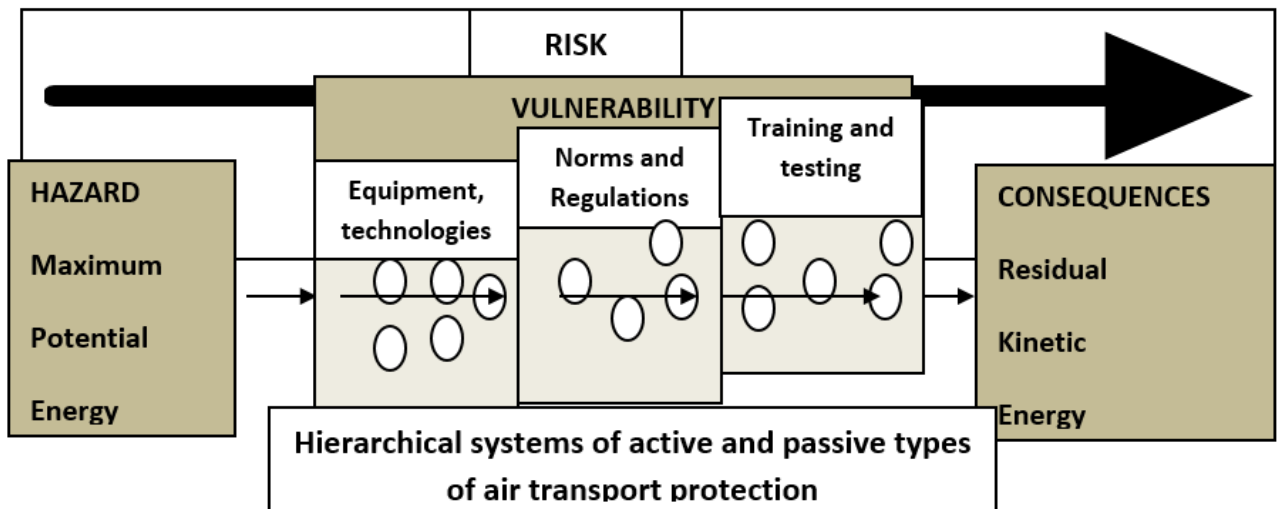 RISK
VULNERABILITY
Training and
testing
Norms and
Regulations
Equipment,
technologies
HAZARD
Maximum
Potential
Energy
CONSEQUENCES
Residual
Kinetic
Energy
Hierarchical systems of active and passive types
of air transport protection